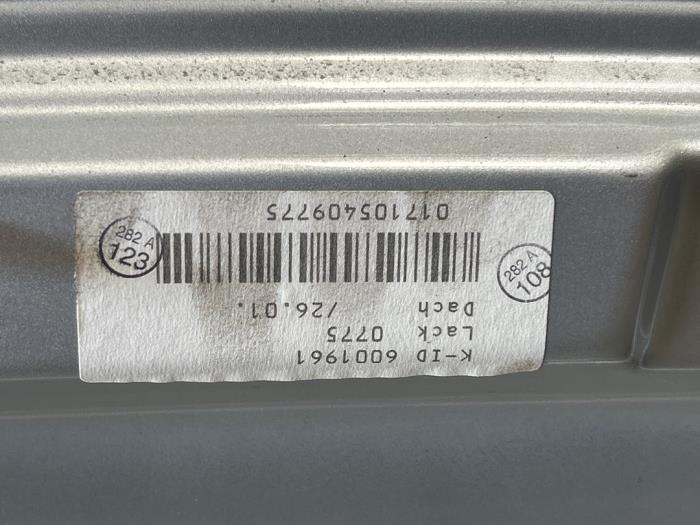 K-ID 6001961
Lack 0775
Dach /26.01.
017105409775
282 A
108
282 A
123